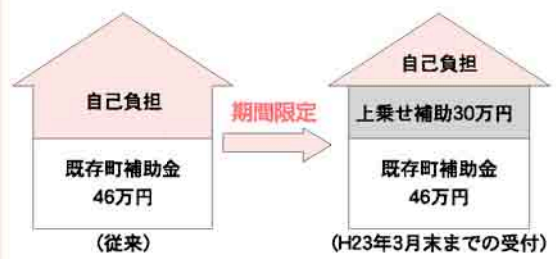 自己負担
既存町補助金
46万円
(従来)
期間限定
自己負担
上乗せ補助30万円
既存町補助金
46万円
(H23年3月末までの受付)